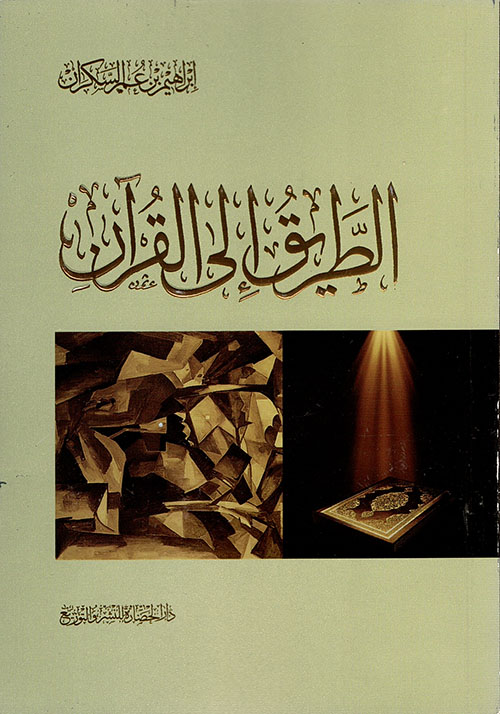 إبراهيم بن عمر السكران
الطريق إلى القرآن
دار الحضارة للنشر والتوزيع